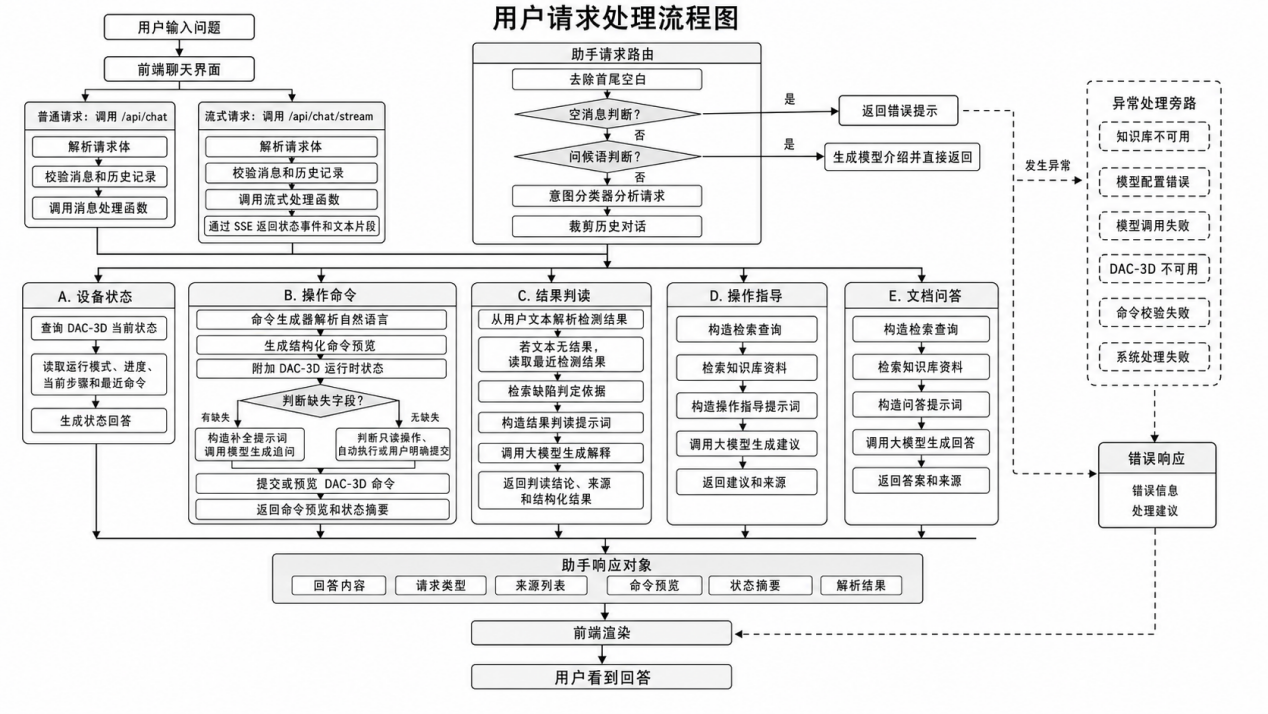 用户请求处理流程图
用户输入问题
前端聊天界面
普通请求：调用 /api/chat
解析请求体
校验消息和历史记录
调用消息处理函数
流式请求：调用 /api/chat/stream
解析请求体
校验消息和历史记录
调用流式处理函数
通过 SSE 返回状态事件和文本片段
助手请求路由
去除首尾空白
空消息判断？
是
返回错误提示
否
问候语判断？
是
生成模型介绍并直接返回
否
意图分类器分析请求
裁剪历史对话
发生异常
异常处理旁路
知识库不可用
模型配置错误
模型调用失败
DAC-3D 不可用
命令校验失败
系统处理失败
A. 设备状态
查询 DAC-3D 当前状态
读取运行模式、进度、
当前步骤和最近命令
生成状态回答
B. 操作命令
命令生成器解析自然语言
生成结构化命令预览
附加 DAC-3D 运行时状态
判断缺失字段？
有缺失
无缺失
构造补全提示词
调用模型生成追问
判断只读操作、
自动执行或用户明确提交
提交或预览 DAC-3D 命令
返回命令预览和状态摘要
C. 结果判读
从用户文本解析检测结果
若文本无结果，
读取最近检测结果
检索缺陷判定依据
构造结果判读提示词
调用大模型生成解释
返回判读结论、来源
和结构化结果
D. 操作指导
构造检索查询
检索知识库资料
构造操作指导提示词
调用大模型生成建议
返回建议和来源
E. 文档问答
构造检索查询
检索知识库资料
构造问答提示词
调用大模型生成回答
返回答案和来源
错误响应
错误信息
处理建议
助手响应对象
回答内容
请求类型
来源列表
命令预览
状态摘要
解析结果
前端渲染
用户看到回答